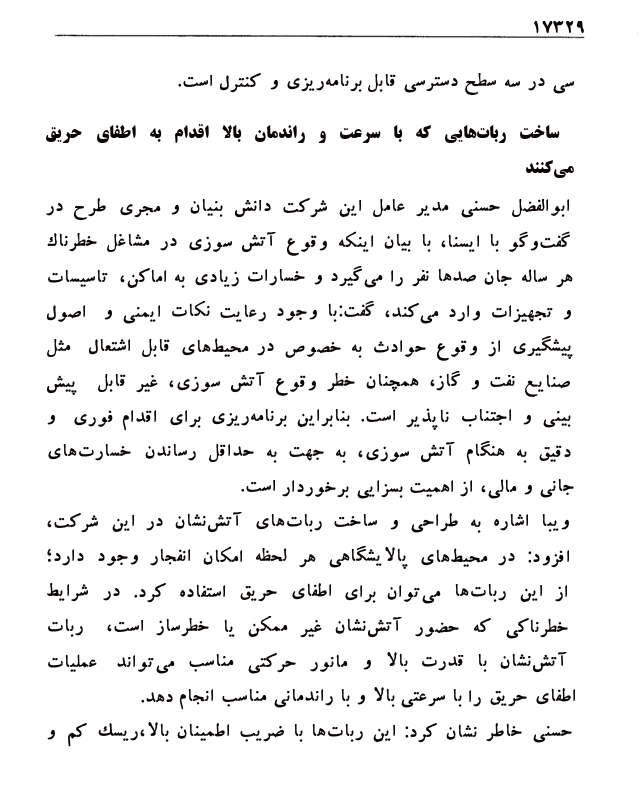 ۱۷۳۲۹
سی در سه سطح دسترسی قابل برنامه‌ریزی و کنترل است.
ساخت ربات‌هایی که با سرعت و راندمان بالا اقدام به اطفای حریق
می‌کنند
ابوالفضل حسنی مدیر عامل این شرکت دانش بنیان و مجری طرح در
گفت‌وگو با ایسنا، با بیان اینکه وقوع آتش سوزی در مشاغل خطرناک
هر ساله جان صدها نفر را می‌گیرد و خسارات زیادی به اماکن، تاسیسات
و تجهیزات وارد می‌کند، گفت:با وجود رعایت نکات ایمنی و اصول
پیشگیری از وقوع حوادث به خصوص در محیط‌های قابل اشتعال مثل
صنایع نفت و گاز، همچنان خطر وقوع آتش سوزی، غیر قابل پیش
بینی و اجتناب ناپذیر است. بنابراین برنامه‌ریزی برای اقدام فوری و
دقیق به هنگام آتش سوزی، به جهت به حداقل رساندن خسارت‌های
جانی و مالی، از اهمیت بسزایی برخوردار است.
ویبا اشاره به طراحی و ساخت ربات‌های آتش‌نشان در این شرکت،
افزود: در محیط‌های پالایشگاهی هر لحظه امکان انفجار وجود دارد؛
از این ربات‌ها می‌توان برای اطفای حریق استفاده کرد. در شرایط
خطرناکی که حضور آتش‌نشان غیر ممکن یا خطرساز است، ربات
آتش‌نشان با قدرت بالا و مانور حرکتی مناسب می‌تواند عملیات
اطفای حریق را با سرعتی بالا و با راندمانی مناسب انجام دهد.
حسنی خاطر نشان کرد: این ربات‌ها با ضریب اطمینان بالا،ریسک کم و